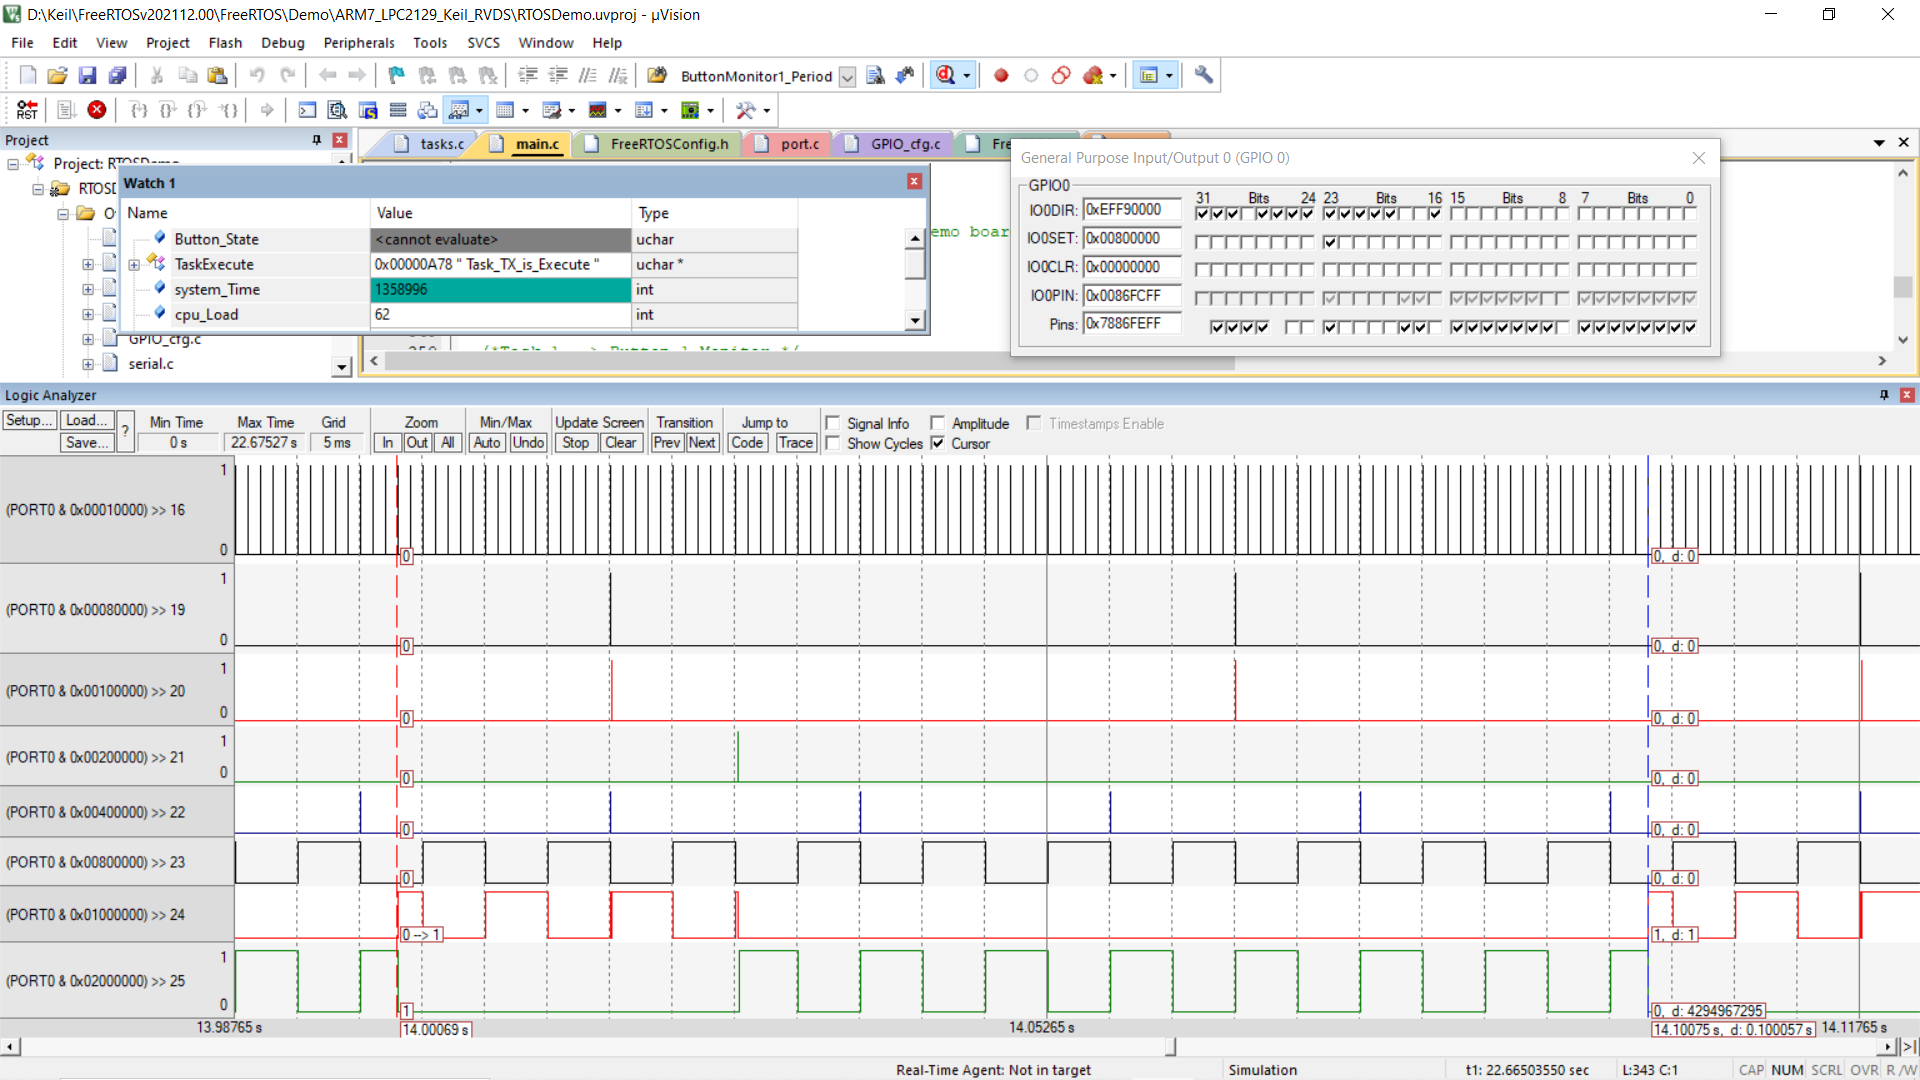 D:\Keil\FreeRTOSv202112.00\FreeRTOS\Demo\ARM7_LPC2129_Keil_RVDS\RTOSDemo.uvproj - µVision
File Edit View Project Flash Debug Peripherals Tools SVCS Window Help
ButtonMonitor1_Period
RST
Project
tasks.c main.c FreeRTOSConfig.h port.c GPIO_cfg.c Fre
Project: RTOSDemo
RTOSD
GPIO_cfg.c
serial.c
Watch 1
Name Value Type
Button_State <cannot evaluate> uchar
TaskExecute 0x00000A78 " Task_TX_is_Execute " uchar *
system_Time 1358996 int
cpu_Load 62 int
emo boar
General Purpose Input/Output 0 (GPIO 0)
GPIO0
31 Bits 24 23 Bits 16 15 Bits 8 7 Bits 0
IO0DIR: 0xEFF90000
IO0SET: 0x00800000
IO0CLR: 0x00000000
IO0PIN: 0x0086FCFF
Pins: 0x7886FEFF
Logic Analyzer
Setup... Load... Save... ?
Min Time Max Time Grid
0 s 22.67527 s 5 ms
Zoom Min/Max Update Screen Transition Jump to
In Out All Auto Undo Stop Clear Prev Next Code Trace
Signal Info Amplitude Timestamps Enable
Show Cycles Cursor
(PORT0 & 0x00010000) >> 16 1 0 0 0, d: 0
(PORT0 & 0x00080000) >> 19 1 0 0 0, d: 0
(PORT0 & 0x00100000) >> 20 1 0 0 0, d: 0
(PORT0 & 0x00200000) >> 21 1 0 0 0, d: 0
(PORT0 & 0x00400000) >> 22 0 0, d: 0
(PORT0 & 0x00800000) >> 23 0 0, d: 0
(PORT0 & 0x01000000) >> 24 0 --> 1 1, d: 1
(PORT0 & 0x02000000) >> 25 1 0 1 0, d: 4294967295
13.98765 s 14.00069 s 14.05265 s 14.10075 s, d: 0.100057 s 14.11765 s
Real-Time Agent: Not in target Simulation t1: 22.66503550 sec L:343 C:1 CAP NUM SCRL OVR R/W